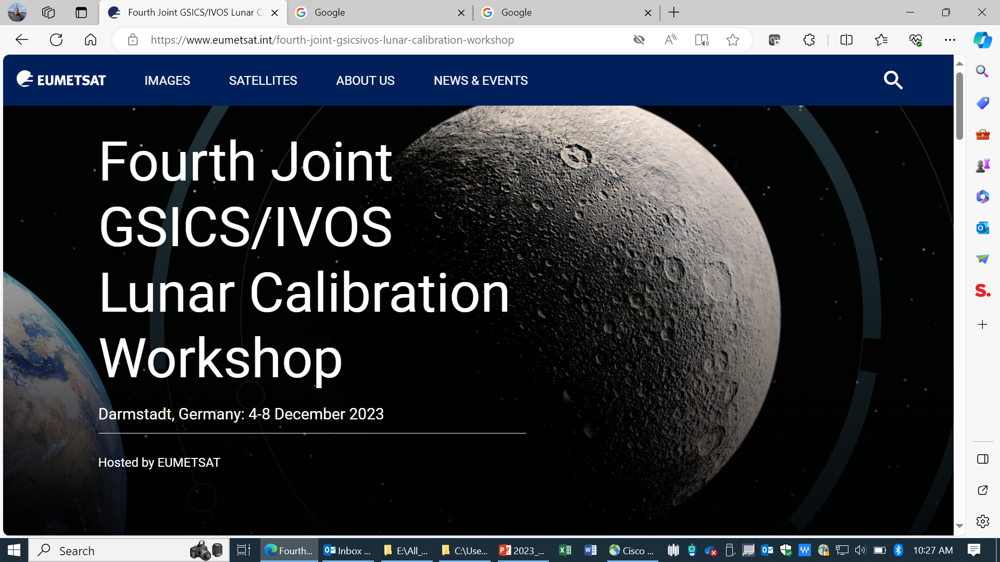 Fourth Joint GSICS/IVOS Lunar C
Google
Google
https://www.eumetsat.int/fourth-joint-gsicsivos-lunar-calibration-workshop
EUMETSAT
IMAGES
SATELLITES
ABOUT US
NEWS & EVENTS
Fourth Joint
GSICS/IVOS
Lunar Calibration
Workshop
Darmstadt, Germany: 4-8 December 2023
Hosted by EUMETSAT
S.
Search
Fourth...
Inbox ...
E:\All_...
C:\Use...
2023_...
Cisco ...
10:27 AM